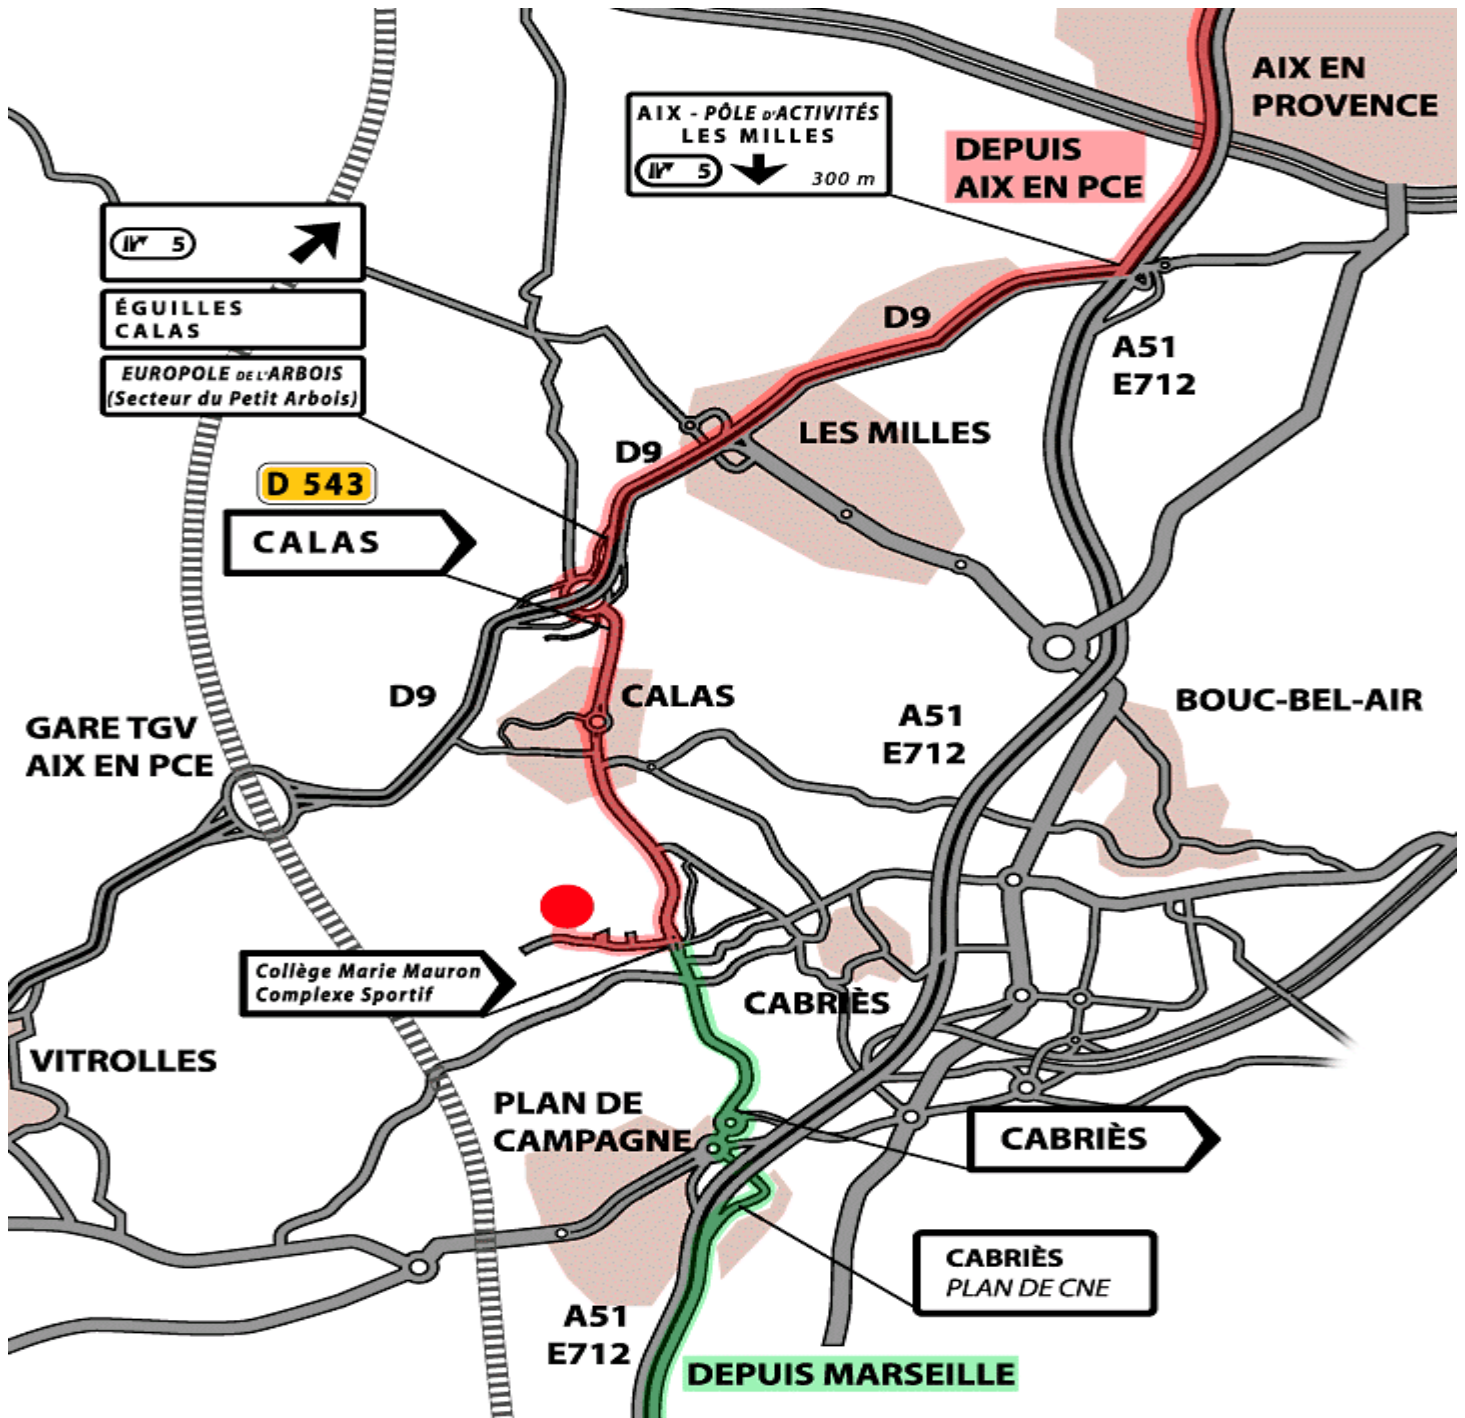 AIX EN
PROVENCE
AIX - PÔLE D'ACTIVITÉS
LES MILLES
5
300 m
DEPUIS
AIX EN PCE
5
ÉGUILLES
CALAS
EUROPOLE DE L'ARBOIS
(Secteur du Petit Arbois)
D9
A51
E712
LES MILLES
D9
D 543
CALAS
D9
CALAS
A51
E712
BOUC-BEL-AIR
GARE TGV
AIX EN PCE
Collège Marie Mauron
Complexe Sportif
CABRIÈS
VITROLLES
PLAN DE
CAMPAGNE
CABRIÈS
CABRIÈS
PLAN DE CNE
A51
E712
DEPUIS MARSEILLE